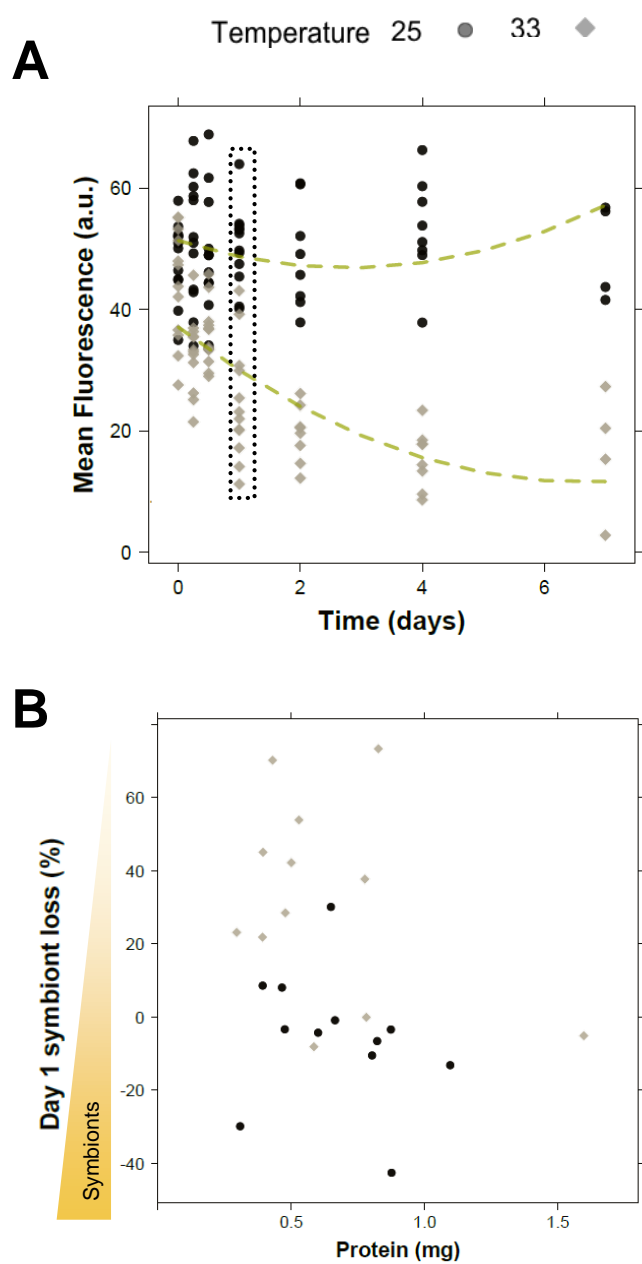 Temperature 25 33
A
Mean Fluorescence (a.u.)
60
40
20
0
0 2 4 6
Time (days)
B
Day 1 symbiont loss (%)
Symbionts
60
40
20
0
-20
-40
0.5 1.0 1.5
Protein (mg)